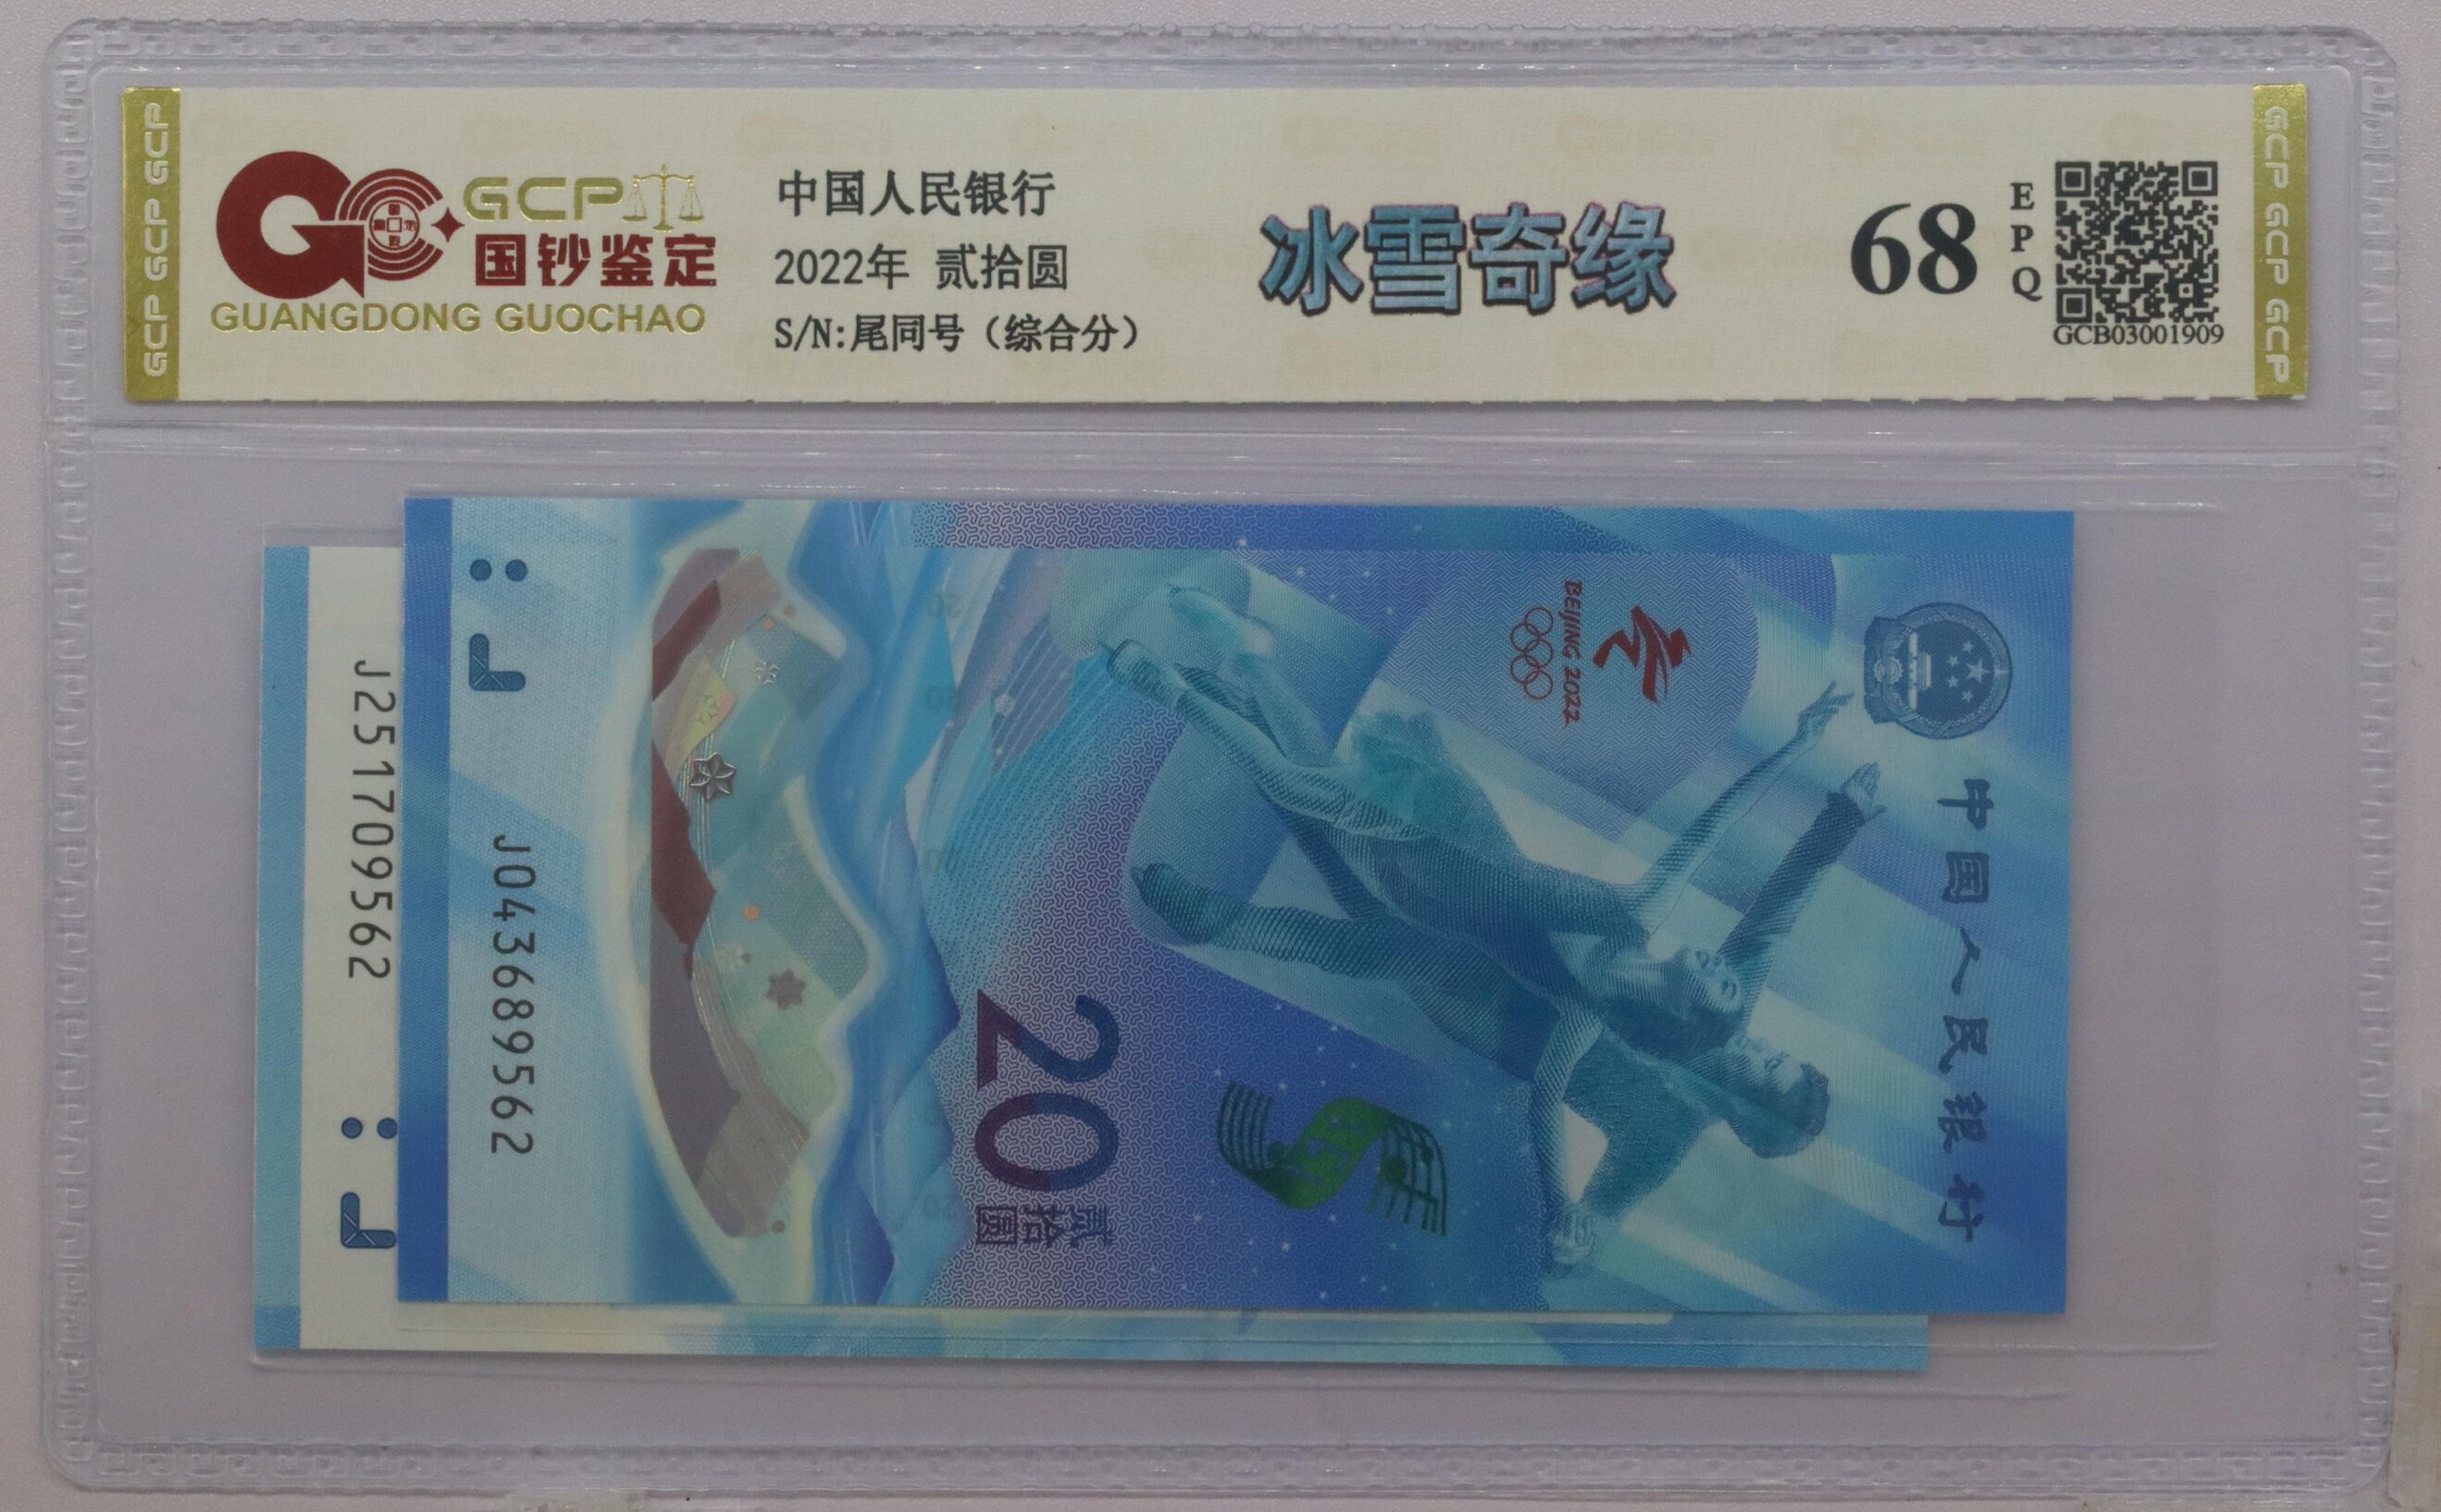 GCP GCP GCP
GCP
国钞鉴定
GUANGDONG GUOCHAO
中国人民银行
2022年 贰拾圆
S/N:尾同号（综合分）
冰雪奇缘
68
EPQ
GCB03001909
GCP GCP GCP
J251709562
J043689562
20
贰拾圆
BEIJING 2022
中国人民银行